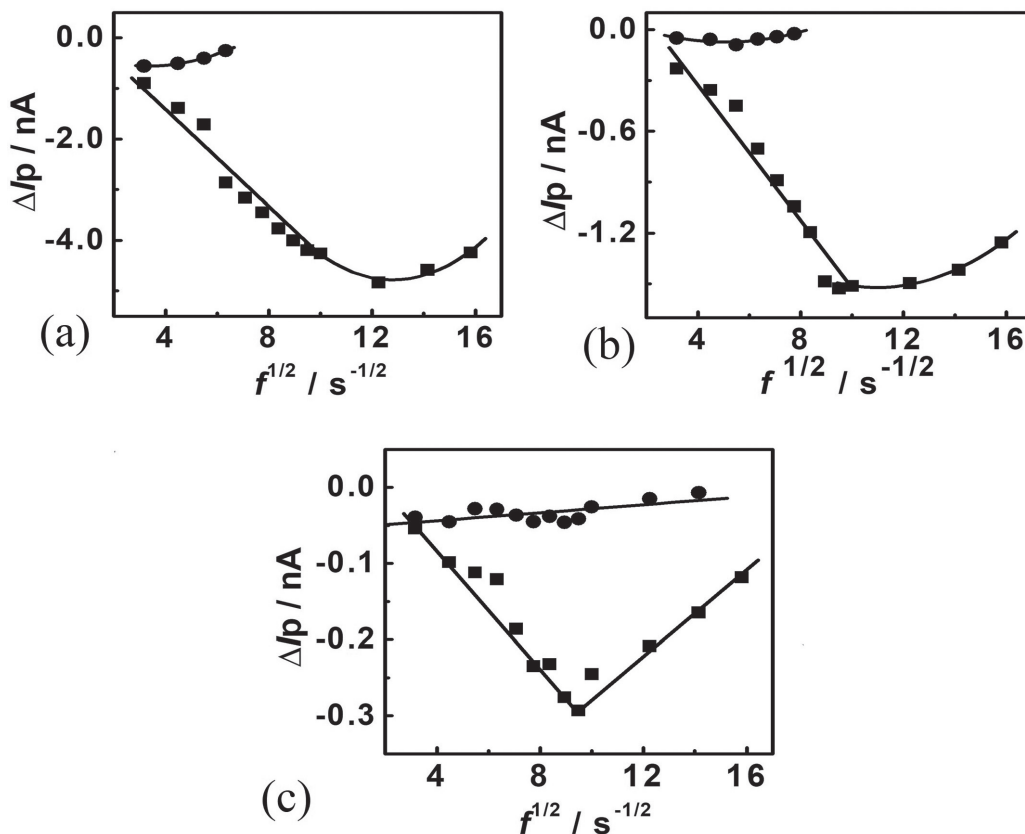 0.0
-2.0
-4.0
ΔIp / nA
4 8 12 16
f^1/2 / s^-1/2
(a)
0.0
-0.6
-1.2
ΔIp / nA
4 8 12 16
f^1/2 / s^-1/2
(b)
0.0
-0.1
-0.2
-0.3
ΔIp / nA
4 8 12 16
f^1/2 / s^-1/2
(c)